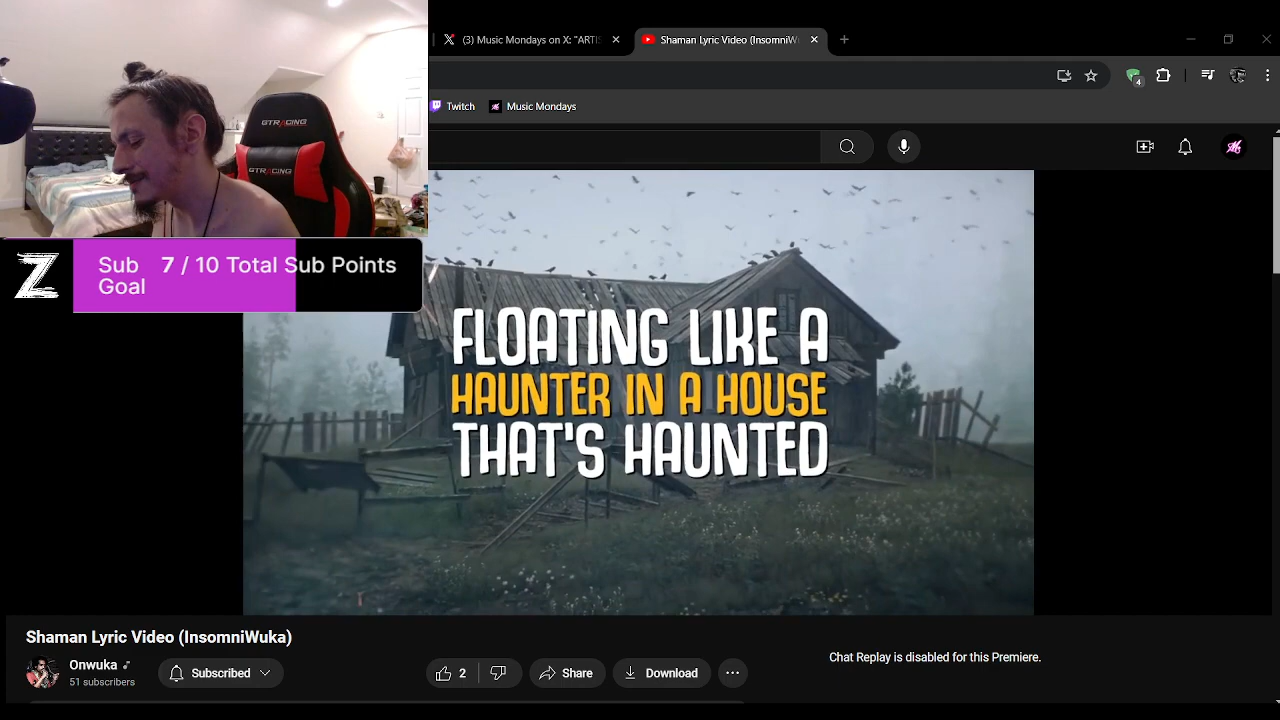 (3) Music Mondays on X: "ARTi
Shaman Lyric Video (InsomniW
4
Twitch
Music Mondays
GTRACING
GTRACING
Sub Goal
7 / 10 Total Sub Points
FLOATING LIKE A
HAUNTER IN A HOUSE
THAT'S HAUNTED
Shaman Lyric Video (InsomniWuka)
Onwuka
51 subscribers
Subscribed
2
Share
Download
Chat Replay is disabled for this Premiere.